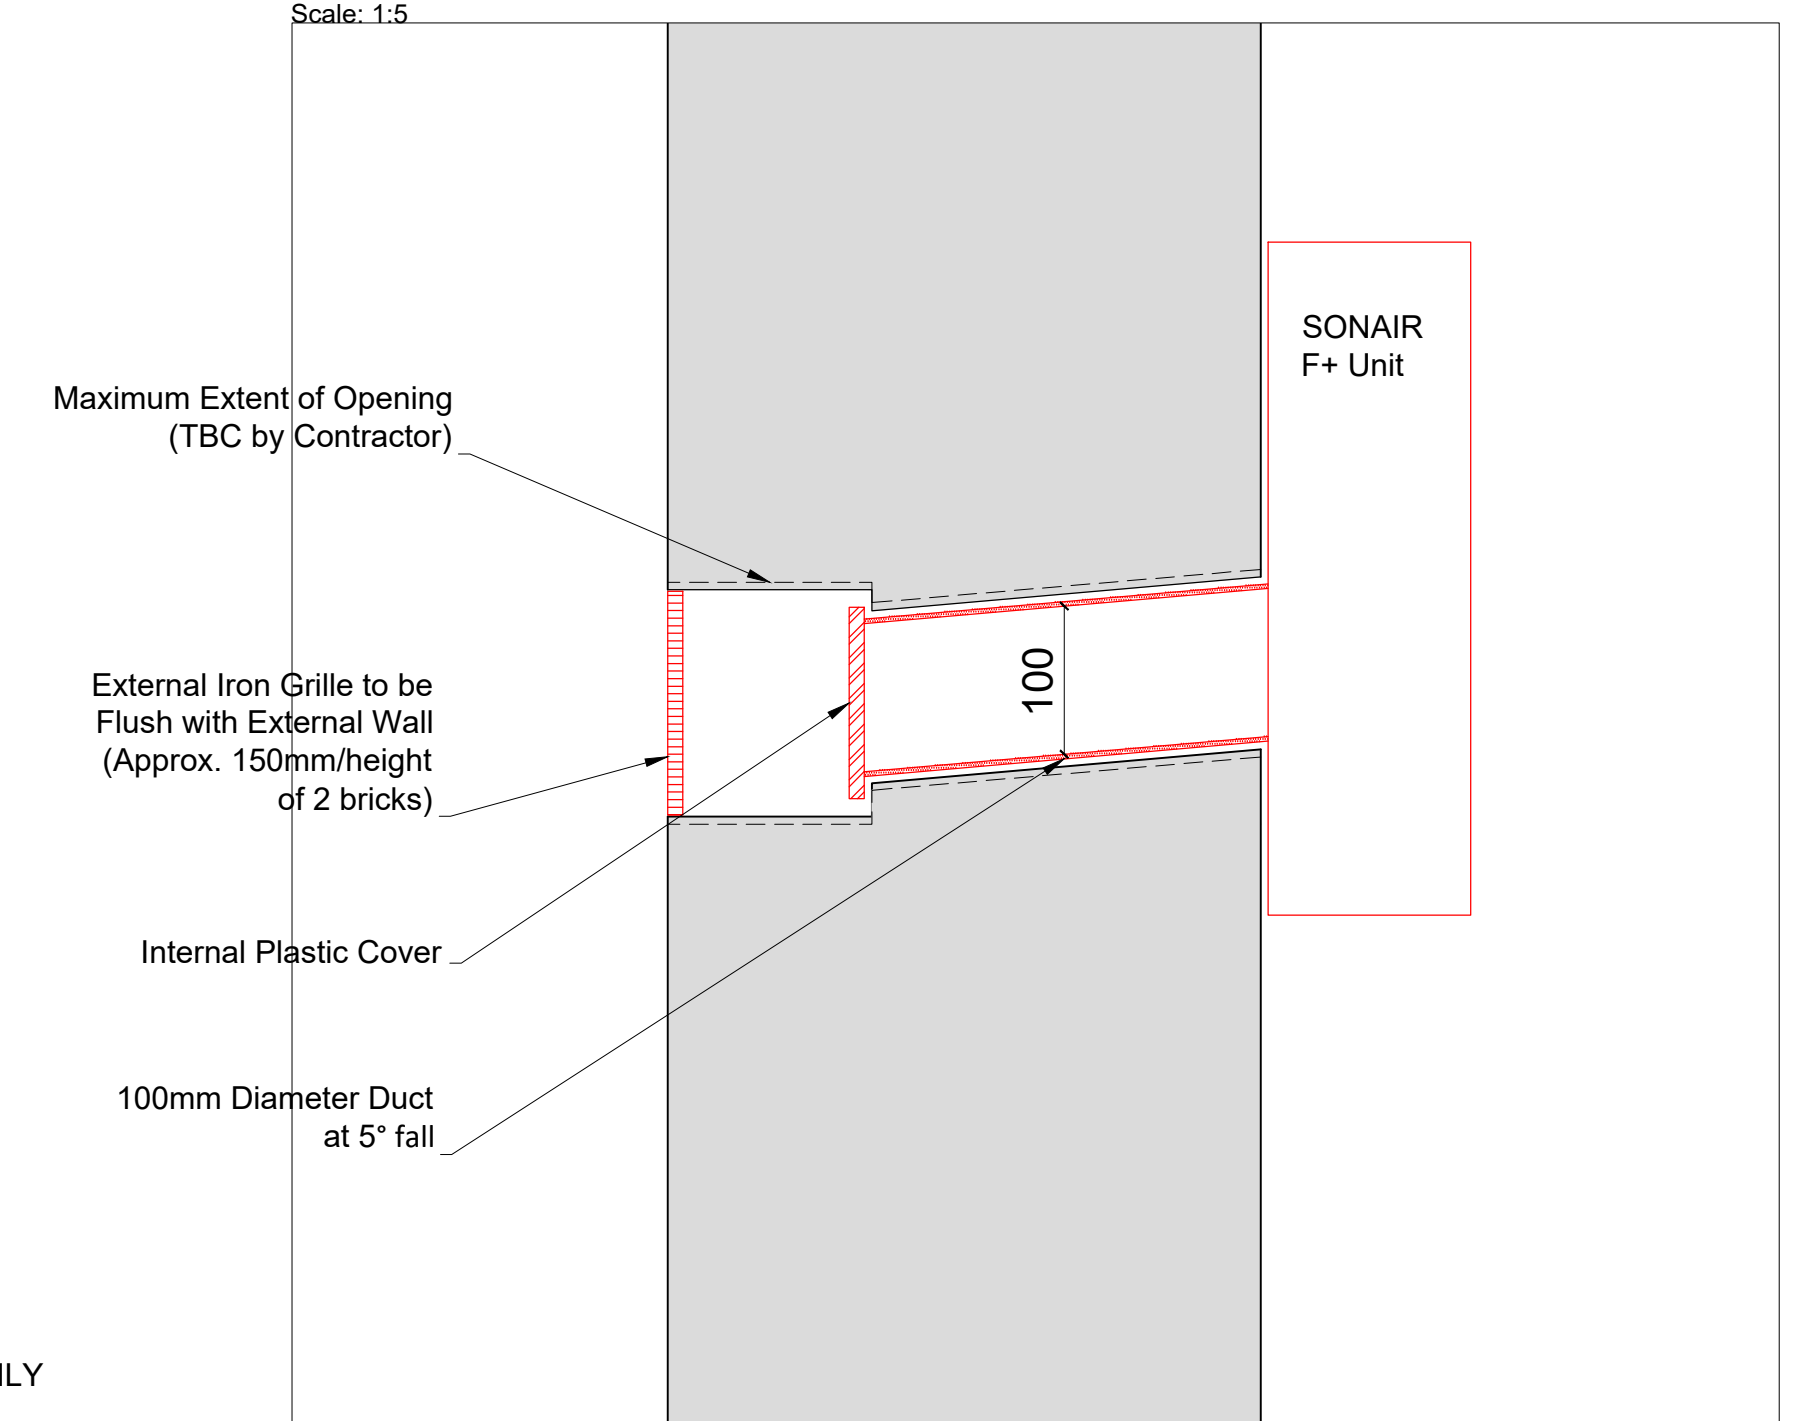 Scale: 1:5
SONAIR
F+ Unit
Maximum Extent of Opening
(TBC by Contractor)
100
External Iron Grille to be
Flush with External Wall
(Approx. 150mm/height
of 2 bricks)
Internal Plastic Cover
100mm Diameter Duct
at 5° fall